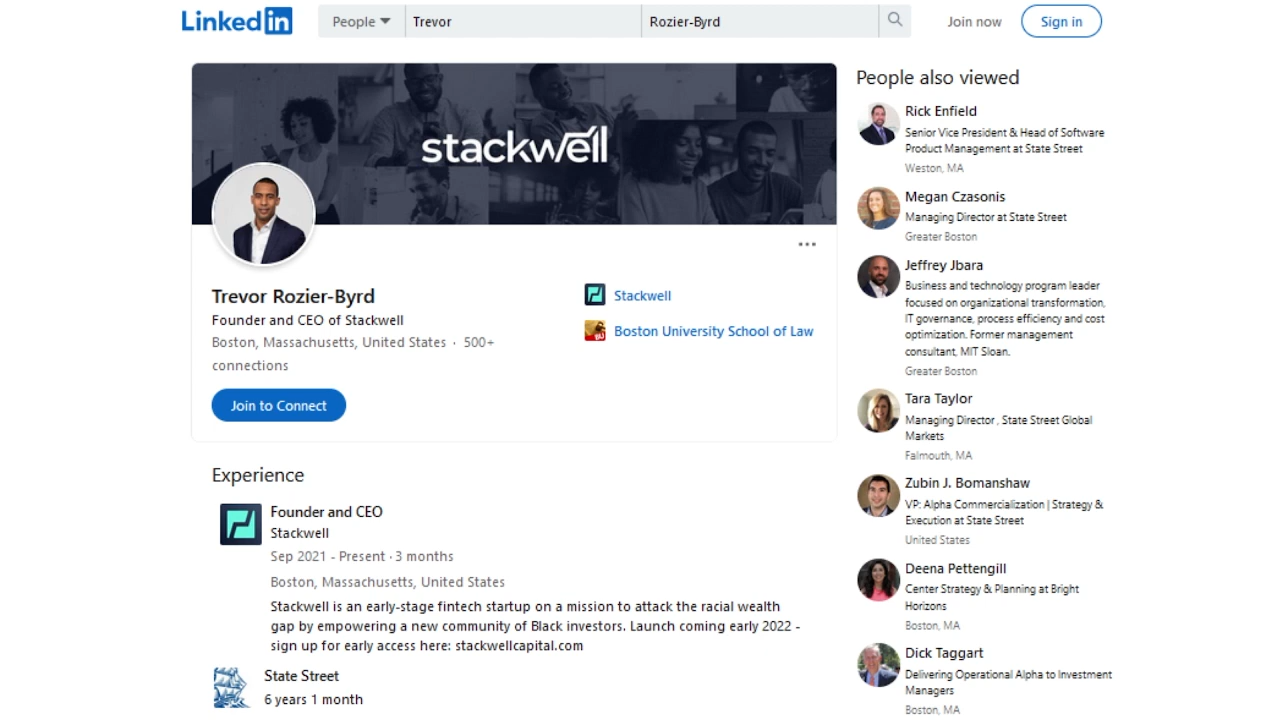 LinkedIn
People
Trevor
Rozier-Byrd
Join now
Sign in
stackwell
Trevor Rozier-Byrd
Founder and CEO of Stackwell
Boston, Massachusetts, United States · 500+
connections
Join to Connect
Stackwell
BU
Boston University School of Law
Experience
Founder and CEO
Stackwell
Sep 2021 - Present · 3 months
Boston, Massachusetts, United States
Stackwell is an early-stage fintech startup on a mission to attack the racial wealth
gap by empowering a new community of Black investors. Launch coming early 2022 -
sign up for early access here: stackwellcapital.com
State Street
6 years 1 month
People also viewed
Rick Enfield
Senior Vice President & Head of Software
Product Management at State Street
Weston, MA
Megan Czasonis
Managing Director at State Street
Greater Boston
Jeffrey Jbara
Business and technology program leader
focused on organizational transformation,
IT governance, process efficiency and cost
optimization. Former management
consultant, MIT Sloan.
Greater Boston
Tara Taylor
Managing Director , State Street Global
Markets
Falmouth, MA
Zubin J. Bomanshaw
VP: Alpha Commercialization | Strategy &
Execution at State Street
United States
Deena Pettengill
Center Strategy & Planning at Bright
Horizons
Boston, MA
Dick Taggart
Delivering Operational Alpha to Investment
Managers
Boston, MA